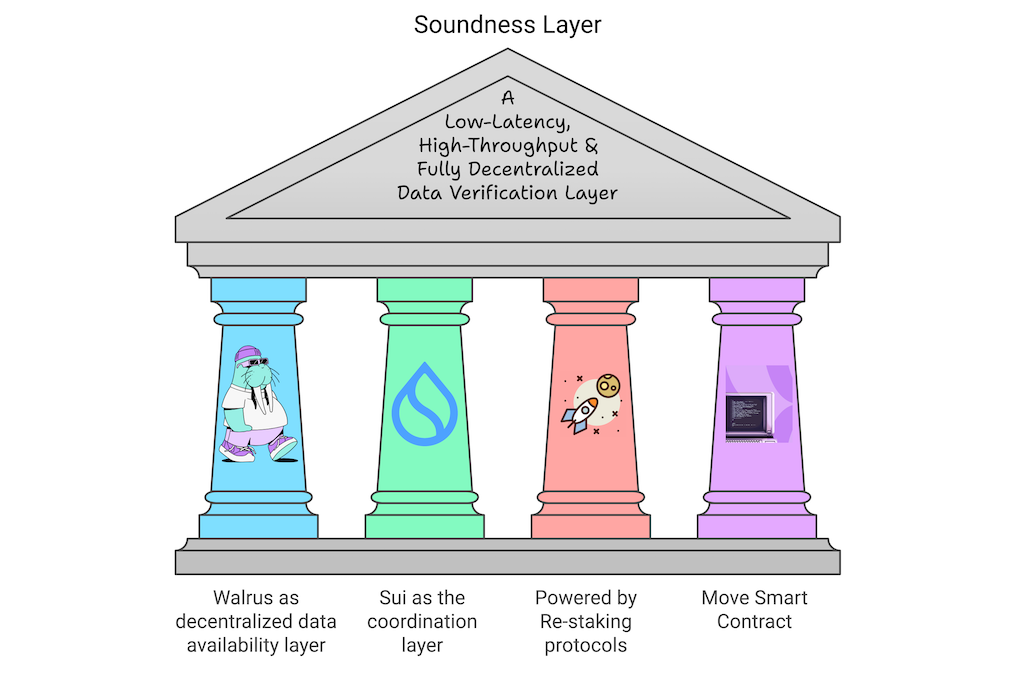 Soundness Layer
A
Low-Latency,
High-Throughput &
Fully Decentralized
Data Verification Layer
Walrus as
decentralized data
availability layer
Sui as the
coordination
layer
Powered by
Re-staking
protocols
Move Smart
Contract